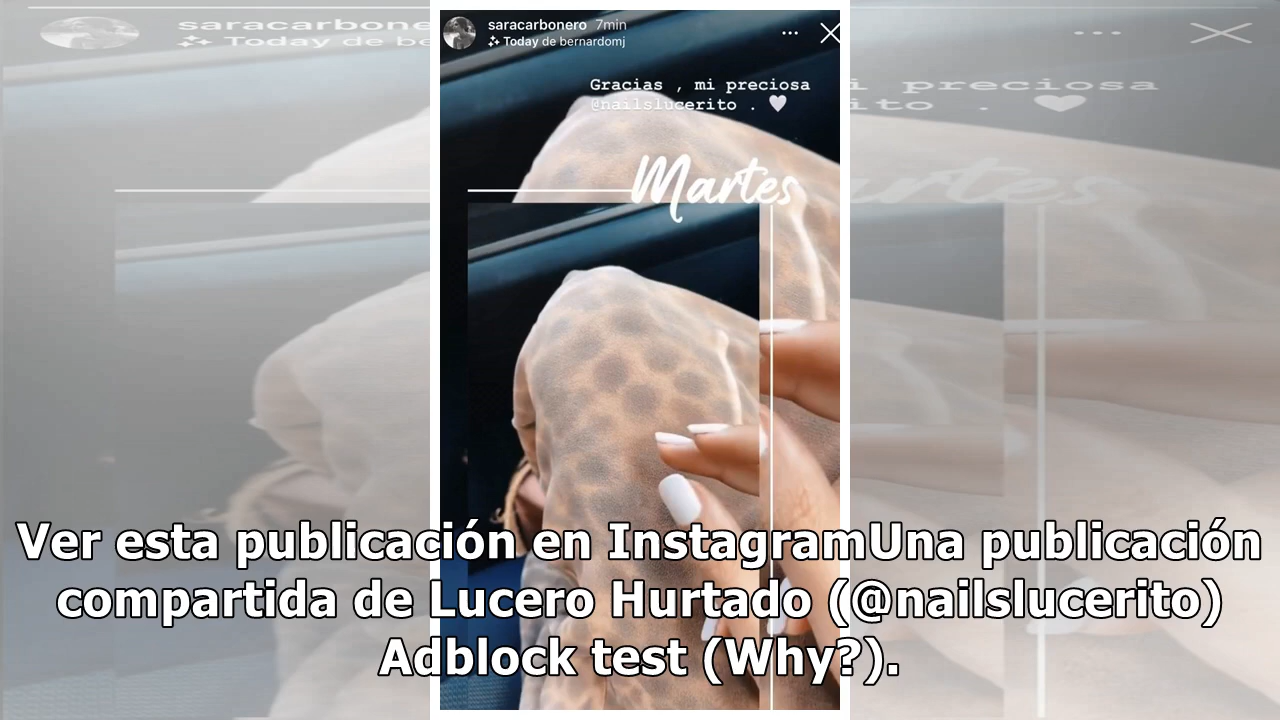 saracarbonero 7min
Today de bernardomj
Gracias , mi preciosa
@nailslucerito . 🤍
Martes
Ver esta publicación en InstagramUna publicación
compartida de Lucero Hurtado (@nailslucerito)
Adblock test (Why?).